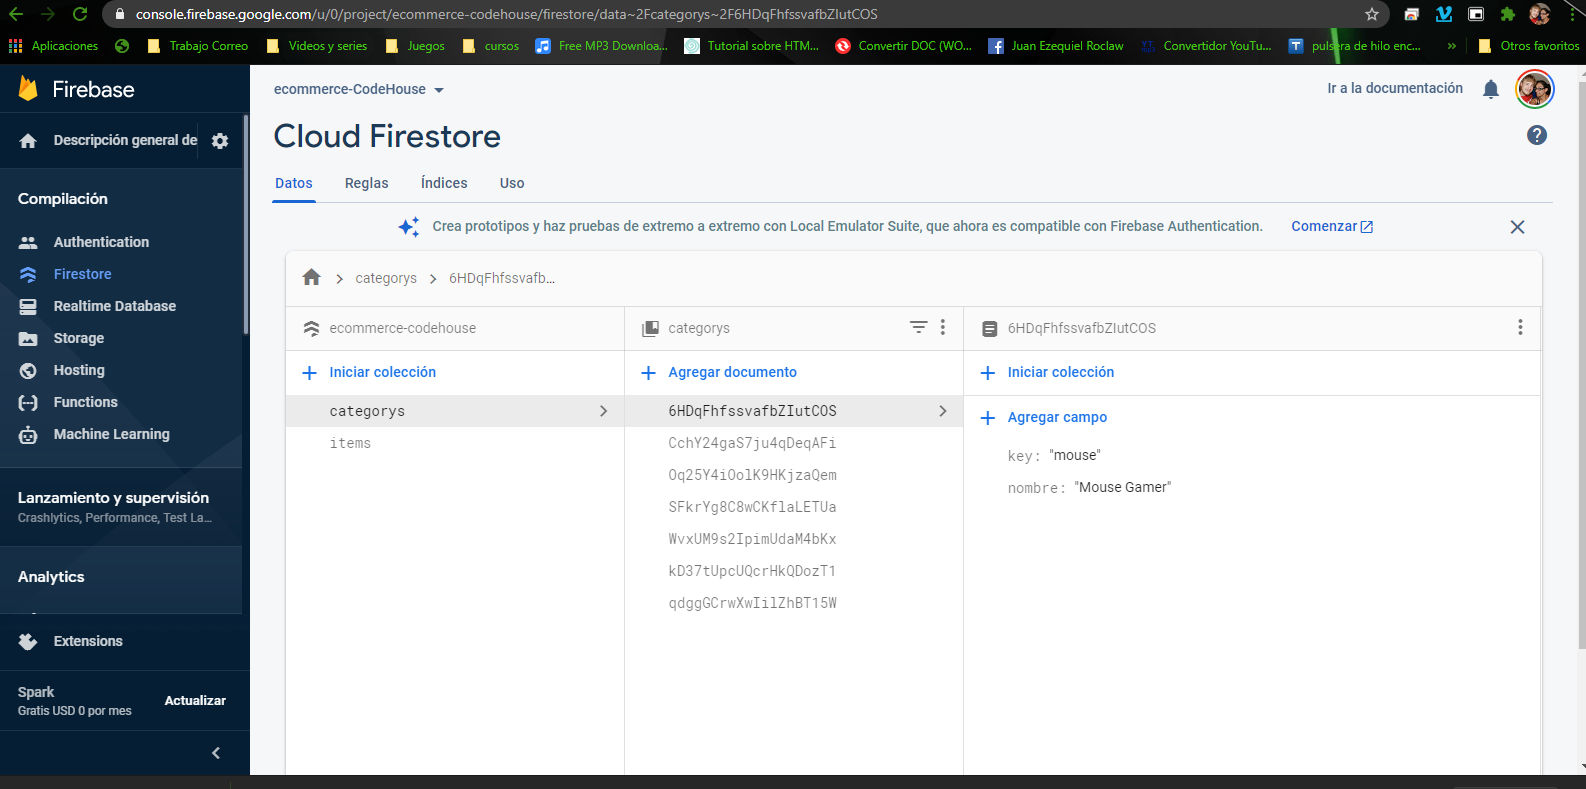 console.firebase.google.com/u/0/project/ecommerce-codehouse/firestore/data~2Fcategorys~2F6HDqFhfssvafbZIutCOS
Aplicaciones Trabajo Correo Videos y series Juegos cursos Free MP3 Downloa... Tutorial sobre HTM... Convertir DOC (WO... Juan Ezequiel Roclaw Convertidor YouTu... pulsera de hilo enc... » Otros favoritos
Firebase
ecommerce-CodeHouse
Ir a la documentación
Cloud Firestore
Descripción general de
Datos Reglas Índices Uso
Compilación
Crea prototipos y haz pruebas de extremo a extremo con Local Emulator Suite, que ahora es compatible con Firebase Authentication. Comenzar
Authentication
Firestore
Realtime Database
Storage
Hosting
Functions
Machine Learning
Lanzamiento y supervisión
Crashlytics, Performance, Test La...
Analytics
Extensions
Spark
Gratis USD 0 por mes
Actualizar
categorys 6HDqFhfssvafb...
ecommerce-codehouse
Iniciar colección
categorys
items
categorys
Agregar documento
6HDqFhfssvafbZIutCOS
CchY24gaS7ju4qDeqAFi
Oq25Y4iOolK9HKjzaQem
SFkrYg8C8wCKflaLETUa
WvxUM9s2IpimUdaM4bKx
kD37tUpcUQcrHkQDozT1
qdggGCrwXwIilZhBT15W
6HDqFhfssvafbZIutCOS
Iniciar colección
Agregar campo
key: "mouse"
nombre: "Mouse Gamer"